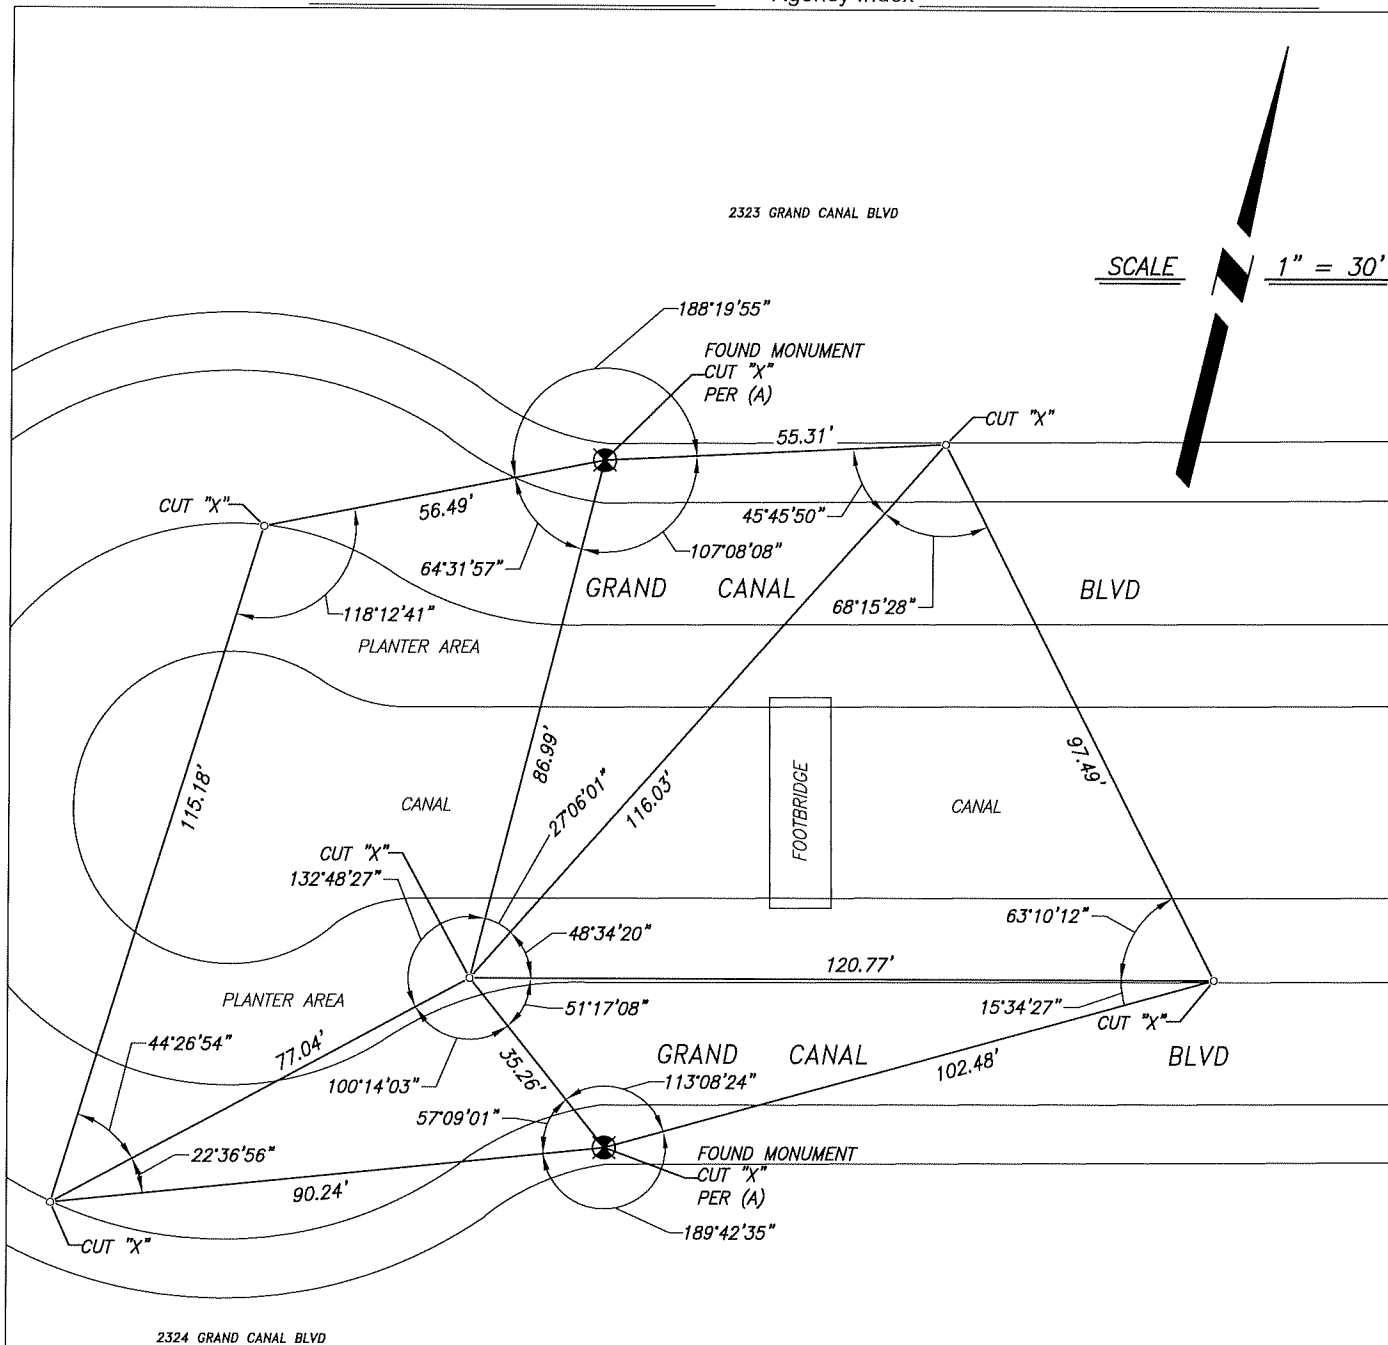 Agency Index
2323 GRAND CANAL BLVD
SCALE 1" = 30'
188°19'55"
FOUND MONUMENT
CUT "X"
PER (A)
CUT "X"
55.31'
CUT "X"
56.49'
45°45'50"
64°31'57"
107°08'08"
GRAND CANAL BLVD
118°12'41"
68°15'28"
PLANTER AREA
86.99'
97.49'
115.18'
CANAL
27°06'01"
116.03'
FOOTBRIDGE
CANAL
CUT "X"
132°48'27"
63°10'12"
48°34'20"
120.77'
PLANTER AREA
51°17'08"
15°34'27"
CUT "X"
44°26'54"
77.04'
35.26'
GRAND CANAL BLVD
100°14'03"
113°08'24"
102.48'
57°09'01"
22°36'56"
FOUND MONUMENT
CUT "X"
PER (A)
90.24'
189°42'35"
CUT "X"
2324 GRAND CANAL BLVD